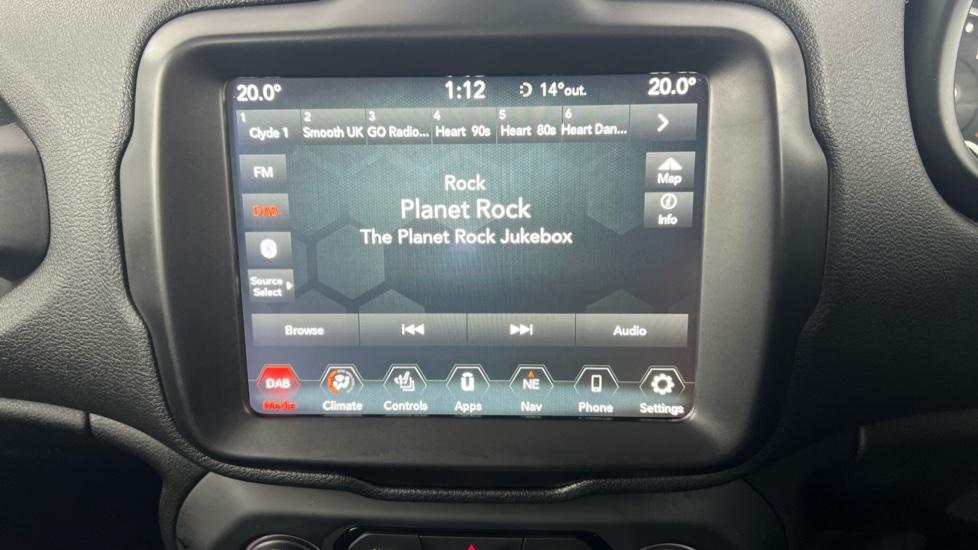 20.0° 1:12 14°out. 20.0°
1 2 3 4 5 6
Clyde 1 Smooth UK GO Radio... Heart 90s Heart 80s Heart Dan...
FM Rock Map
DAB Planet Rock Info
The Planet Rock Jukebox
Source
Select
Browse Audio
DAB NE
Media Climate Controls Apps Nav Phone Settings